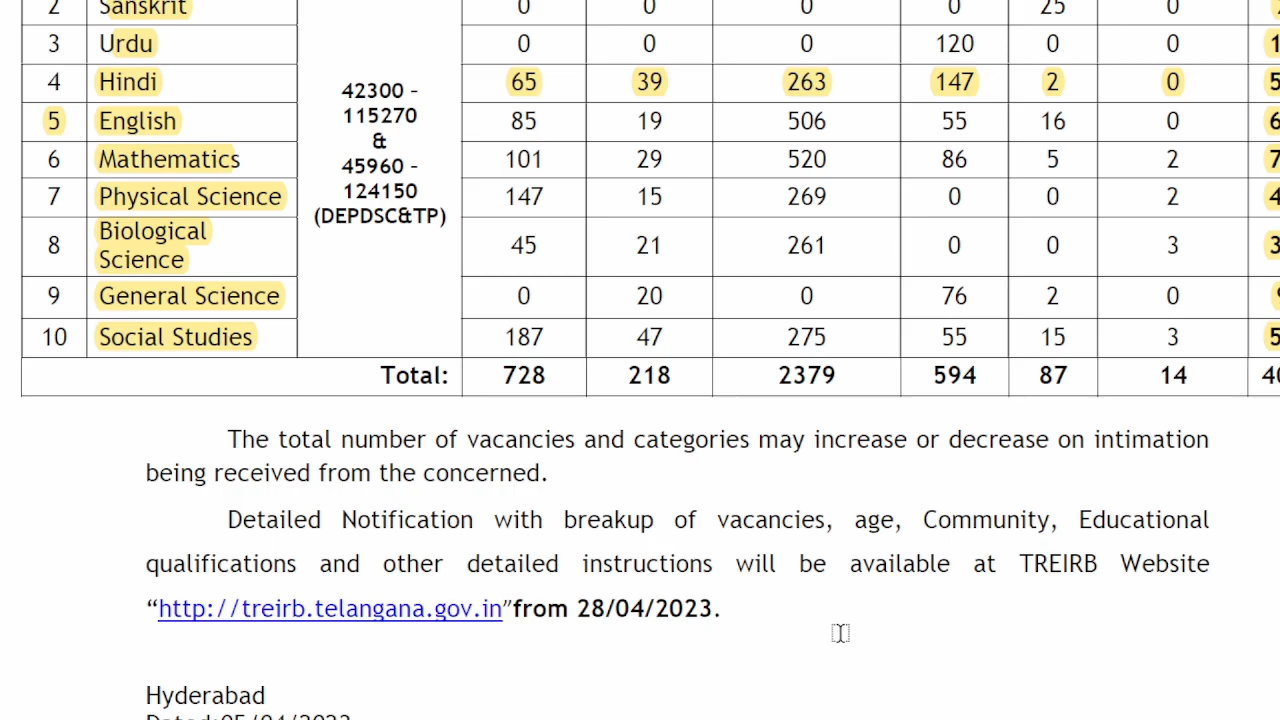 2 Sanskrit 0 0 0 0 25 0
3 Urdu 0 0 0 120 0 0
4 Hindi 65 39 263 147 2 0
42300 -
115270
&
45960 -
124150
(DEPDSC&TP)
5 English 85 19 506 55 16 0
6 Mathematics 101 29 520 86 5 2
7 Physical Science 147 15 269 0 0 2
8 Biological
Science 45 21 261 0 0 3
9 General Science 0 20 0 76 2 0
10 Social Studies 187 47 275 55 15 3
Total: 728 218 2379 594 87 14
The total number of vacancies and categories may increase or decrease on intimation
being received from the concerned.
Detailed Notification with breakup of vacancies, age, Community, Educational
qualifications and other detailed instructions will be available at TREIRB Website
“http://treirb.telangana.gov.in”from 28/04/2023.
Hyderabad
Dated:05/04/2023